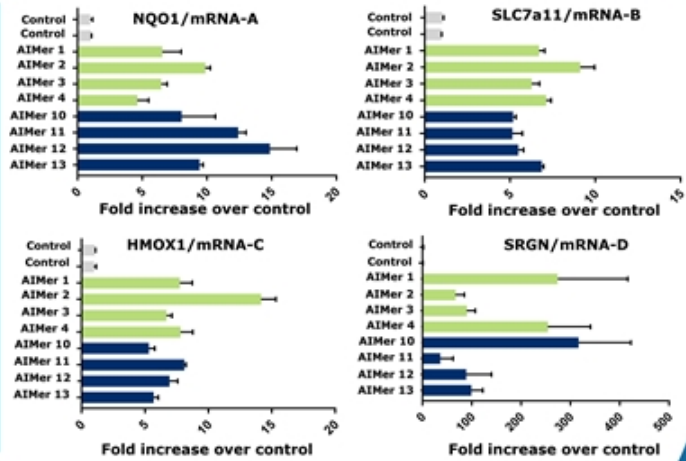 NQO1/mRNA-A
Control
Control
AIMer 1
AIMer 2
AIMer 3
AIMer 4
AIMer 10
AIMer 11
AIMer 12
AIMer 13
0 5 10 15 20
Fold increase over control
SLC7a11/mRNA-B
Control
Control
AIMer 1
AIMer 2
AIMer 3
AIMer 4
AIMer 10
AIMer 11
AIMer 12
AIMer 13
0 5 10 15
Fold increase over control
HMOX1/mRNA-C
Control
Control
AIMer 1
AIMer 2
AIMer 3
AIMer 4
AIMer 10
AIMer 11
AIMer 12
AIMer 13
0 5 10 15 20
Fold increase over control
SRGN/mRNA-D
Control
Control
AIMer 1
AIMer 2
AIMer 3
AIMer 4
AIMer 10
AIMer 11
AIMer 12
AIMer 13
0 100 200 300 400 500
Fold increase over control